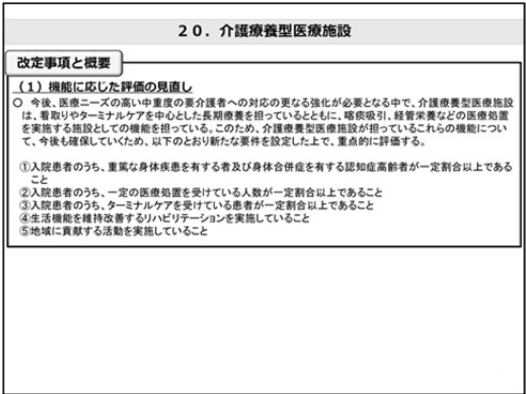 ２０．介護療養型医療施設
改定事項と概要
（１）機能に応じた評価の見直し
○　今後、医療ニーズの高い中重度の要介護者への対応の更なる強化が必要となる中で、介護療養型医療施設
は、看取りやターミナルケアを中心とした長期療養を担っているとともに、喀痰吸引、経管栄養などの医療処置
を実施する施設としての機能を担っている。このため、介護療養型医療施設が担っているこれらの機能につい
て、今後も確保していくため、以下のとおり新たな要件を設定した上で、重点的に評価する。
①入院患者のうち、重篤な身体疾患を有する者及び身体合併症を有する認知症高齢者が一定割合以上である
こと
②入院患者のうち、一定の医療処置を受けている人数が一定割合以上であること
③入院患者のうち、ターミナルケアを受けている患者が一定割合以上であること
④生活機能を維持改善するリハビリテーションを実施していること
⑤地域に貢献する活動を実施していること